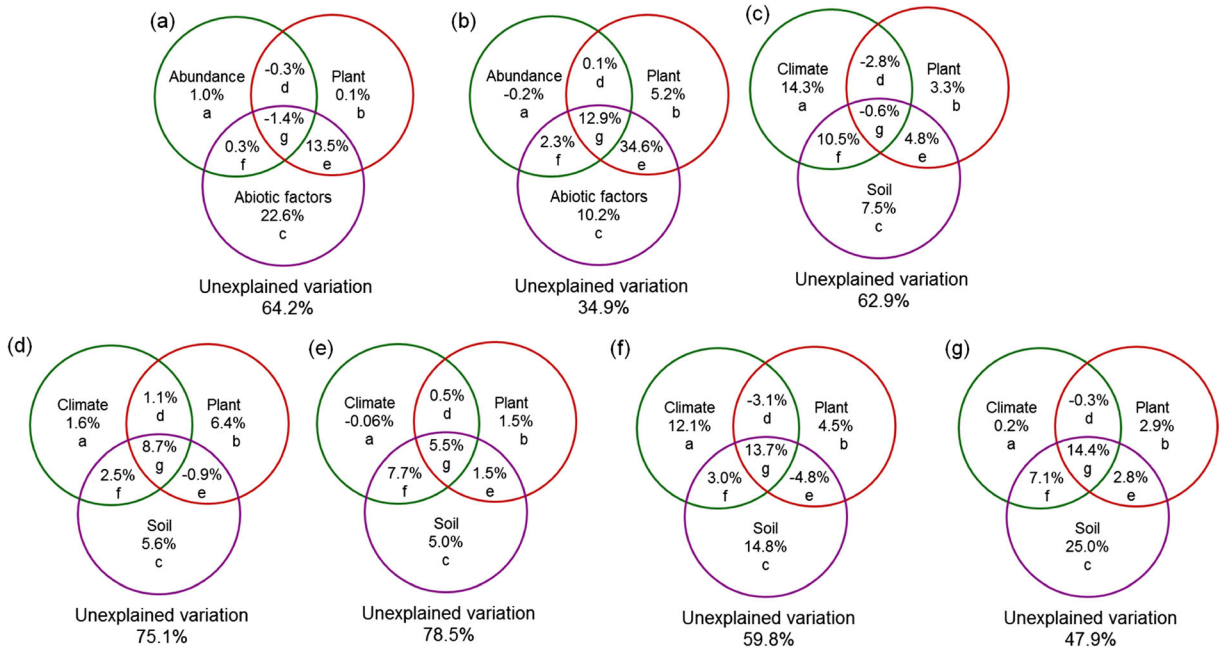 (a)
Abundance
1.0%
a
-0.3%
d
Plant
0.1%
b
-1.4%
g
0.3%
f
13.5%
e
Abiotic factors
22.6%
c
Unexplained variation
64.2%
(b)
Abundance
-0.2%
a
0.1%
d
Plant
5.2%
b
12.9%
g
2.3%
f
34.6%
e
Abiotic factors
10.2%
c
Unexplained variation
34.9%
(c)
Climate
14.3%
a
-2.8%
d
Plant
3.3%
b
-0.6%
g
10.5%
f
4.8%
e
Soil
7.5%
c
Unexplained variation
62.9%
(d)
Climate
1.6%
a
1.1%
d
Plant
6.4%
b
8.7%
g
2.5%
f
-0.9%
e
Soil
5.6%
c
Unexplained variation
75.1%
(e)
Climate
-0.06%
a
0.5%
d
Plant
1.5%
b
5.5%
g
7.7%
f
1.5%
e
Soil
5.0%
c
Unexplained variation
78.5%
(f)
Climate
12.1%
a
-3.1%
d
Plant
4.5%
b
13.7%
g
3.0%
f
-4.8%
e
Soil
14.8%
c
Unexplained variation
59.8%
(g)
Climate
0.2%
a
-0.3%
d
Plant
2.9%
b
14.4%
g
7.1%
f
2.8%
e
Soil
25.0%
c
Unexplained variation
47.9%